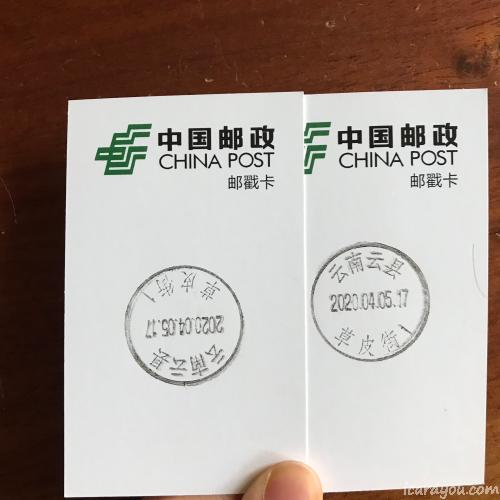 中国邮政
CHINA POST
邮戳卡
云南云县
2020.04.05.17
草皮街1
中国邮政
CHINA POST
邮戳卡
云南云县
2020.04.05.17
草皮街1
icarayou.com